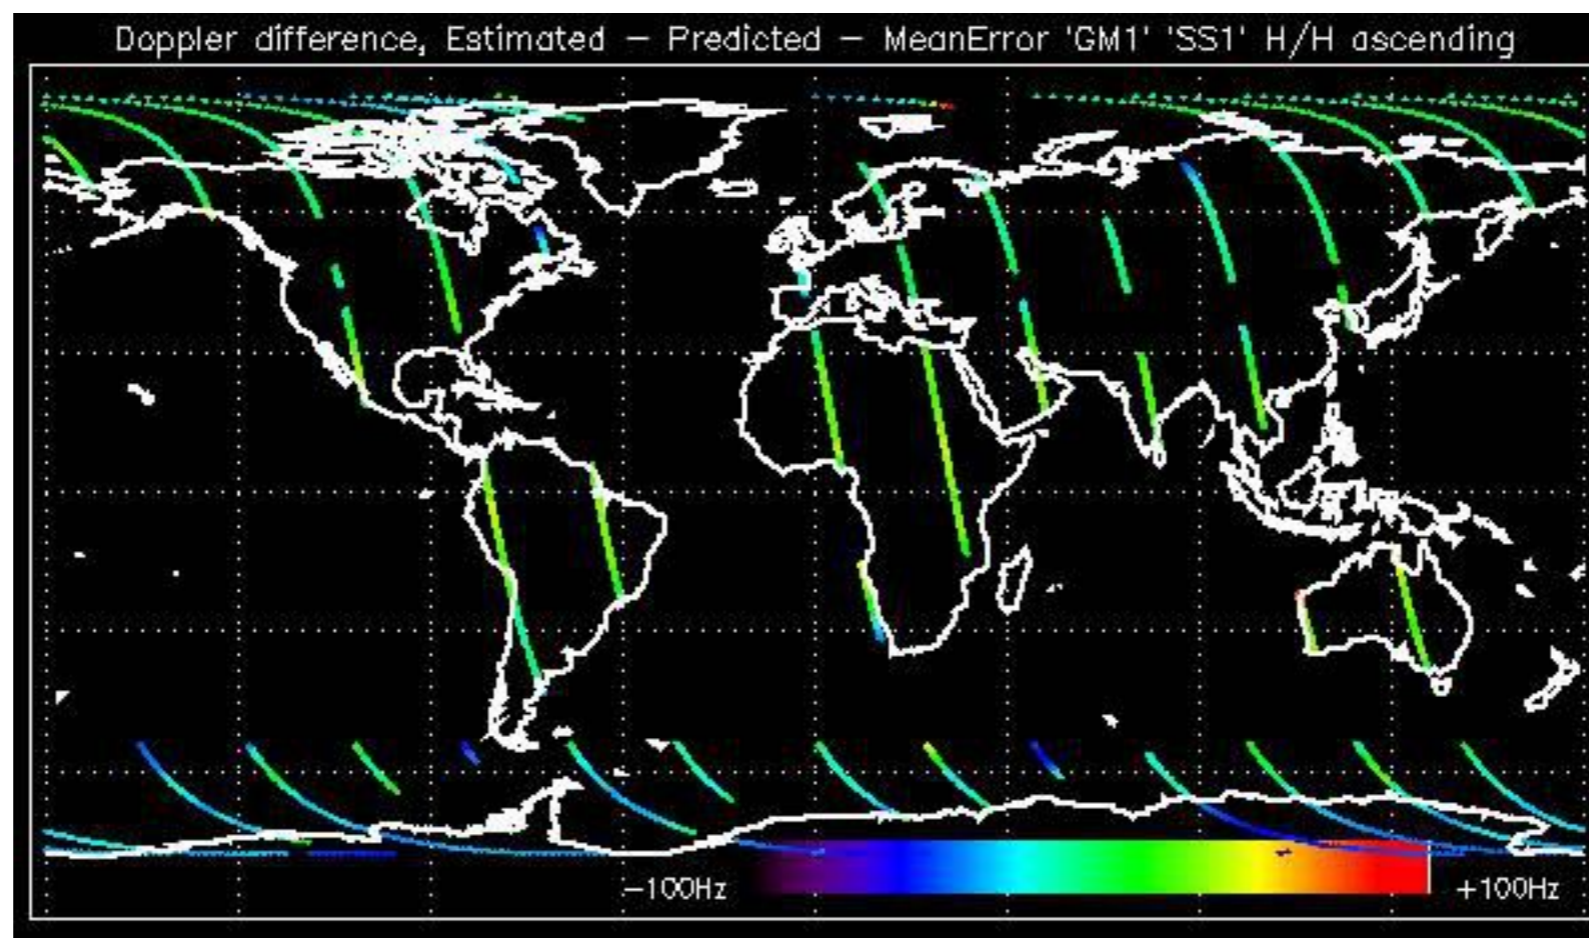 Doppler difference, Estimated - Predicted - MeanError 'GM1' 'SS1' H/H ascending
-100Hz +100Hz